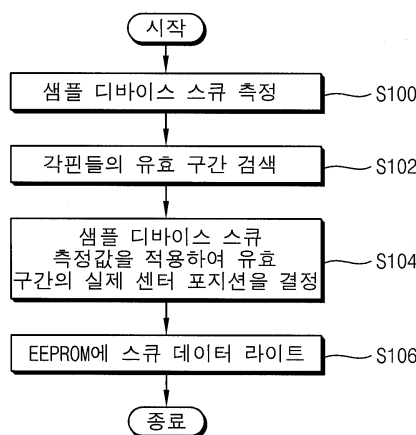 시작
샘플 디바이스 스큐 측정
S100
각핀들의 유효 구간 검색
S102
샘플 디바이스 스큐
측정값을 적용하여 유효
구간의 실제 센터 포지션을 결정
S104
EEPROM에 스큐 데이터 라이트
S106
종료